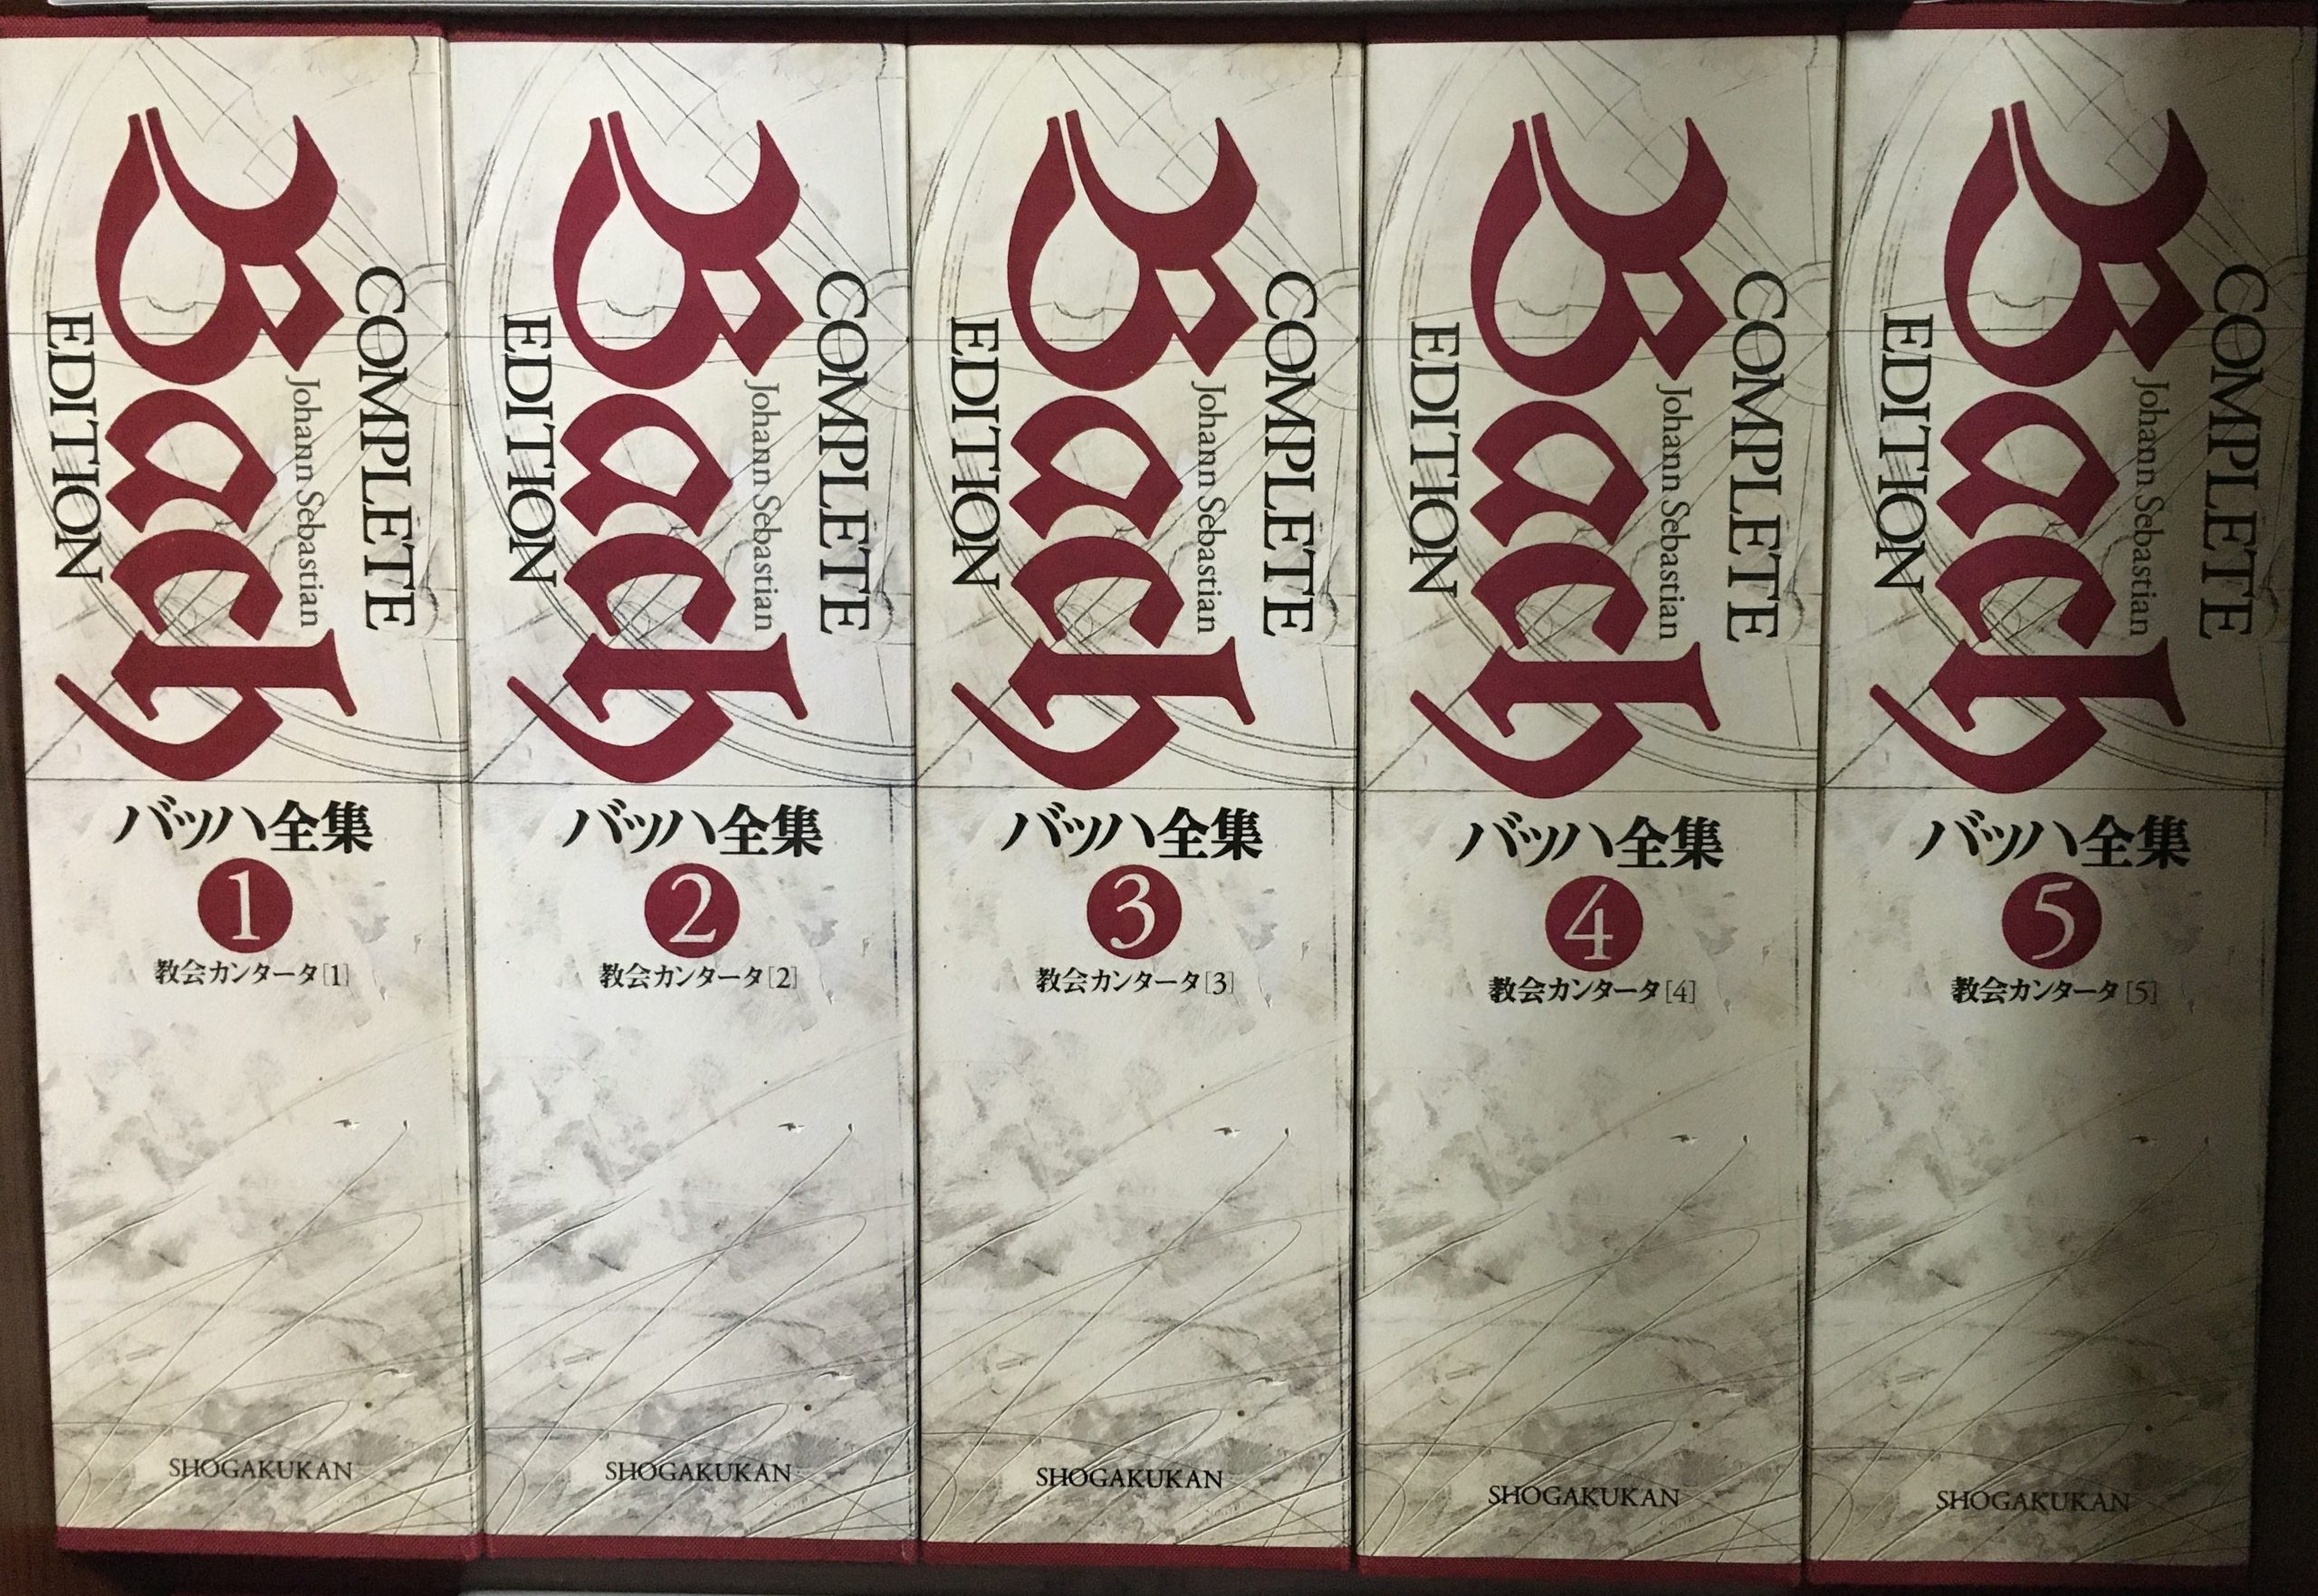 COMPLETE
Johann Sebastian
Bach
EDITION
バッハ全集
1
教会カンタータ[1]
SHOGAKUKAN
COMPLETE
Johann Sebastian
Bach
EDITION
バッハ全集
2
教会カンタータ[2]
SHOGAKUKAN
COMPLETE
Johann Sebastian
Bach
EDITION
バッハ全集
3
教会カンタータ[3]
SHOGAKUKAN
COMPLETE
Johann Sebastian
Bach
EDITION
バッハ全集
4
教会カンタータ[4]
SHOGAKUKAN
COMPLETE
Johann Sebastian
Bach
EDITION
バッハ全集
5
教会カンタータ[5]
SHOGAKUKAN